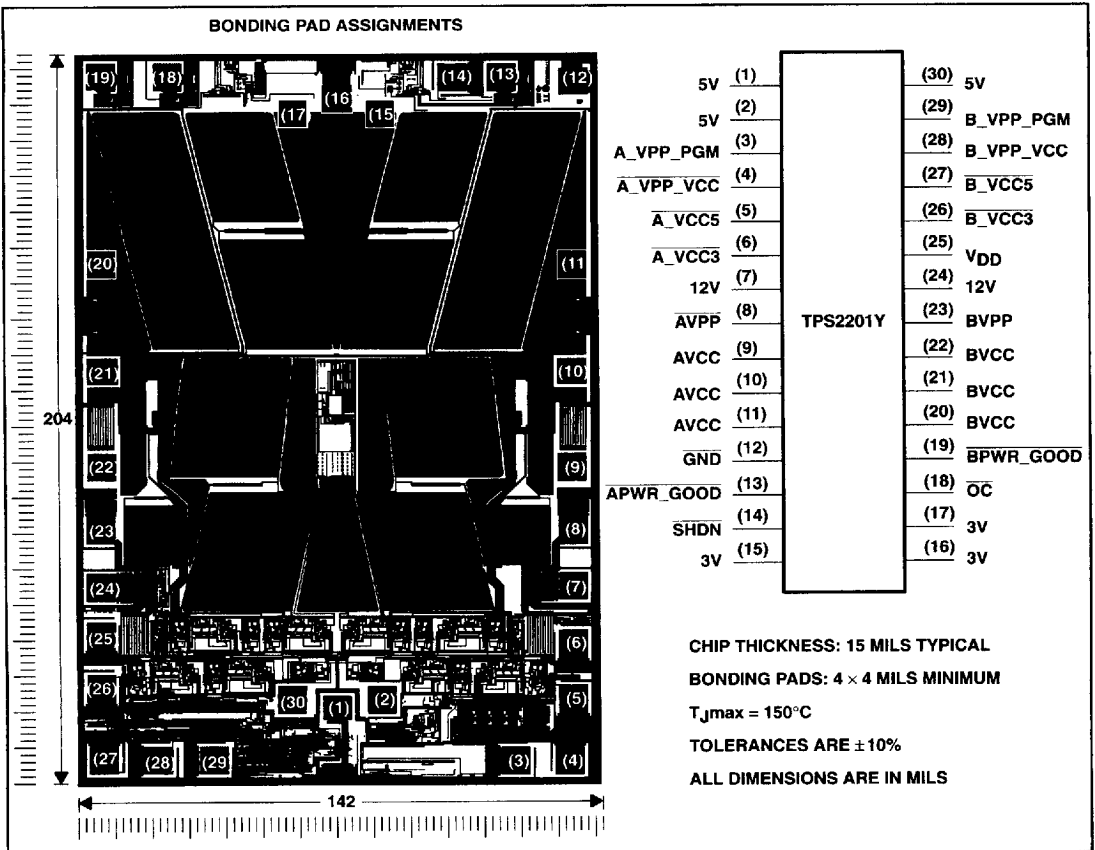 BONDING PAD ASSIGNMENTS
(19) (18) (17) (16) (15) (14) (13) (12)
(20) (11)
(21) (10)
204
(22) (9)
(23) (8)
(24) (7)
(25) (6)
(26) (30) (1) (2) (5)
(27) (28) (29) (3) (4)
142
5V (1) (30) 5V
5V (2) (29) B_VPP_PGM
A_VPP_PGM (3) (28) B_VPP_VCC
A_VPP_VCC (4) (27) B_VCC5
A_VCC5 (5) (26) B_VCC3
A_VCC3 (6) (25) VDD
12V (7) (24) 12V
AVPP (8) TPS2201Y (23) BVPP
AVCC (9) (22) BVCC
AVCC (10) (21) BVCC
AVCC (11) (20) BVCC
GND (12) (19) BPWR_GOOD
APWR_GOOD (13) (18) OC
SHDN (14) (17) 3V
3V (15) (16) 3V
CHIP THICKNESS: 15 MILS TYPICAL
BONDING PADS: 4 × 4 MILS MINIMUM
TJmax = 150°C
TOLERANCES ARE ±10%
ALL DIMENSIONS ARE IN MILS